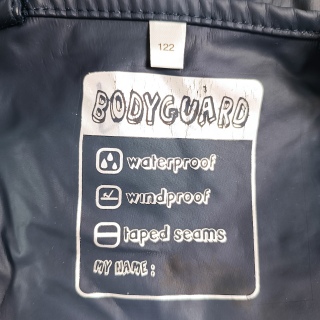 122
BODYGUARD
waterproof
windproof
taped seams
MY NAME: